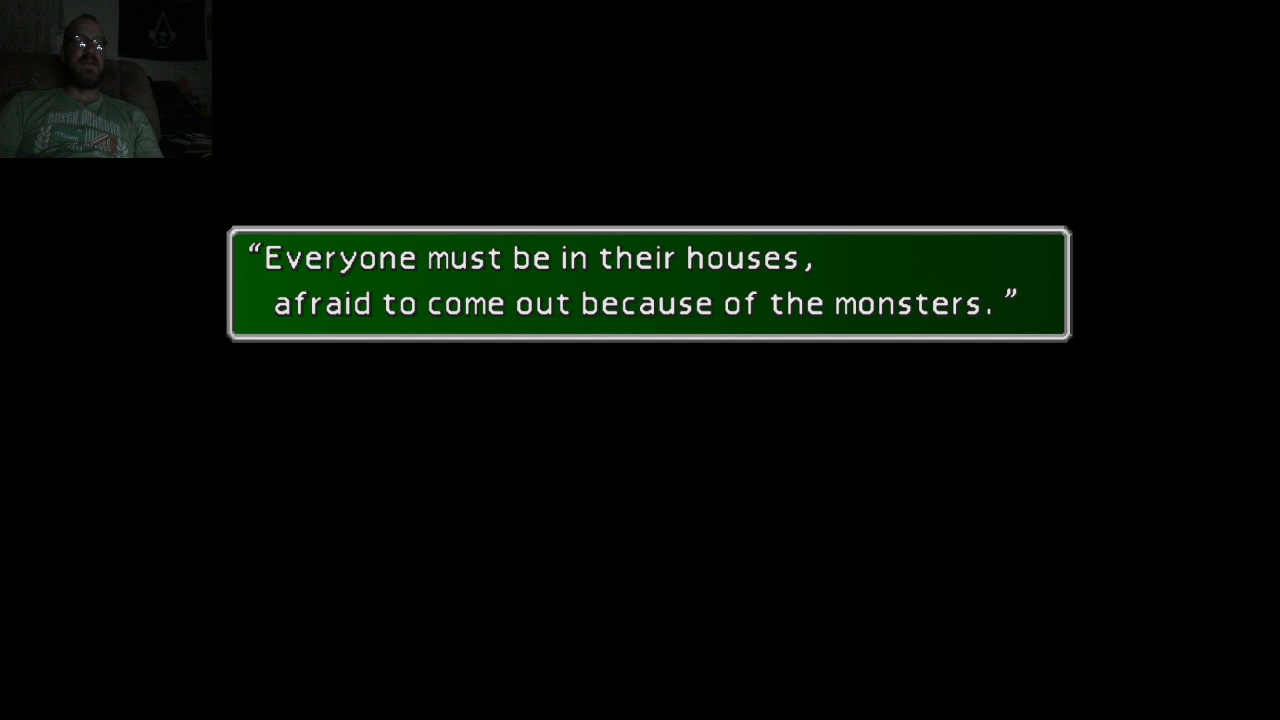 “Everyone must be in their houses,
afraid to come out because of the monsters.”